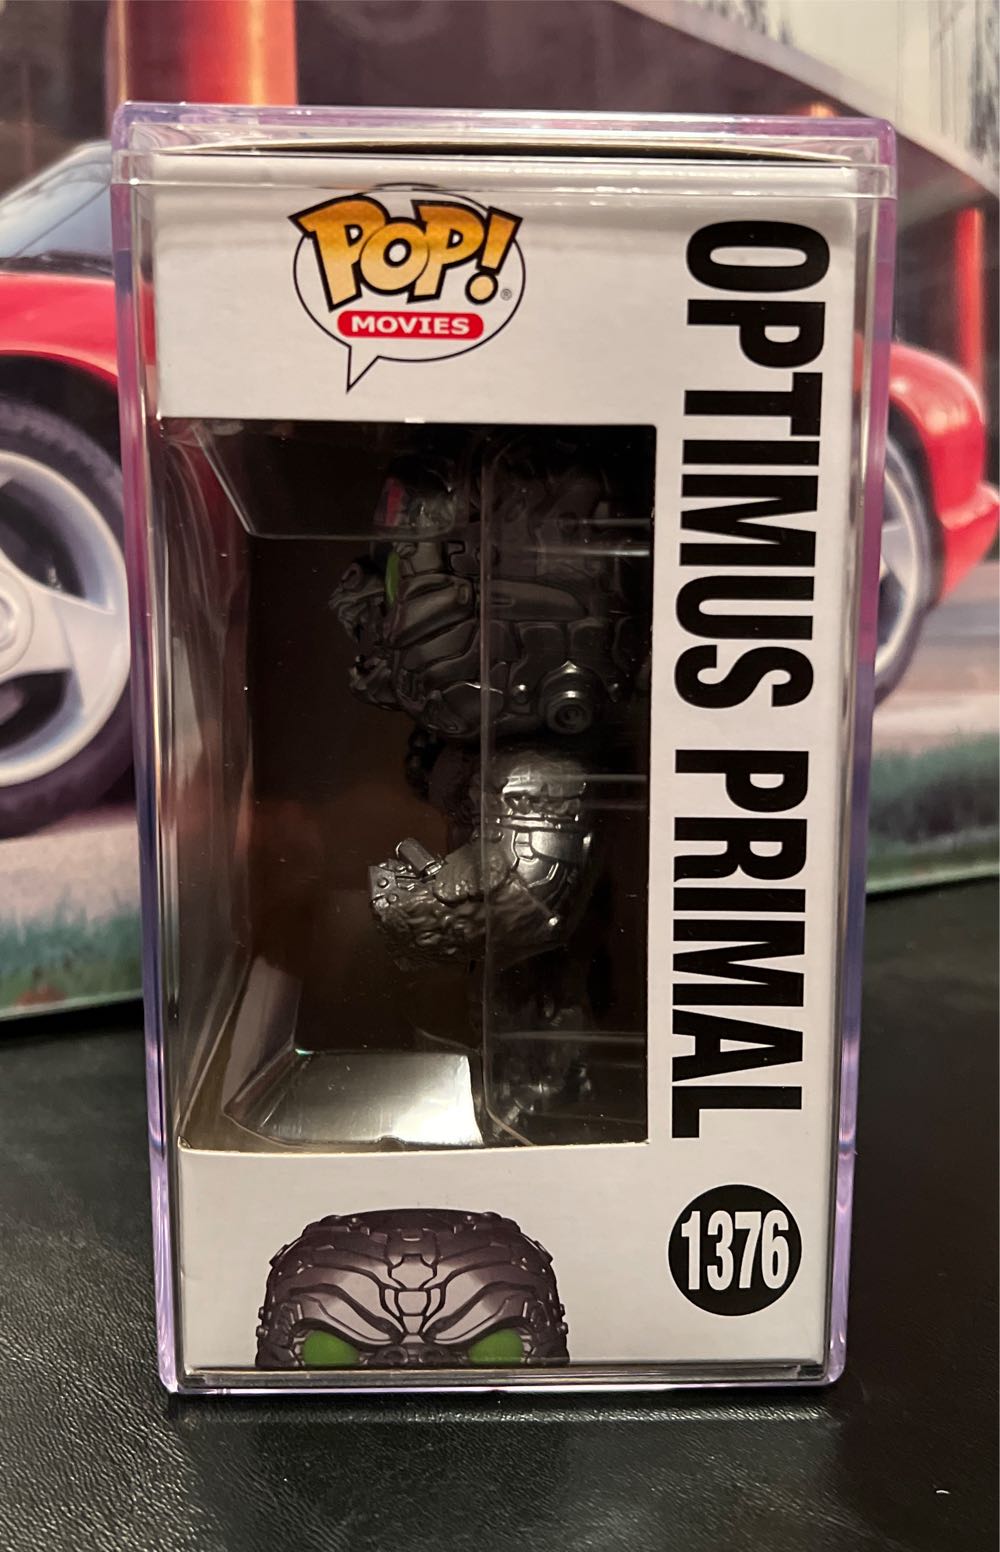 POP!
®
MOVIES
OPTIMUS PRIMAL
1376